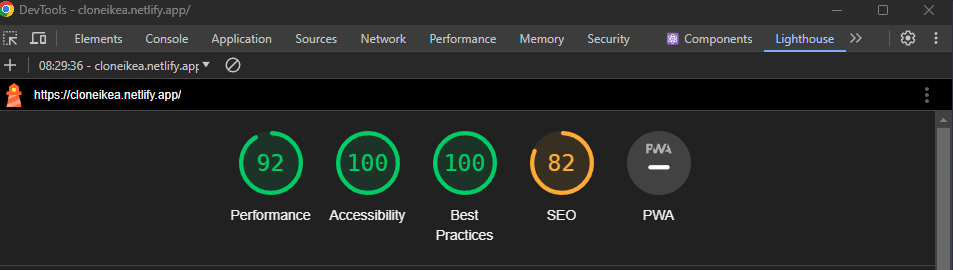 DevTools - cloneikea.netlify.app/
Elements Console Application Sources Network Performance Memory Security Components Lighthouse
08:29:36 - cloneikea.netlify.app
https://cloneikea.netlify.app/
92 100 100 82 PWA
Performance Accessibility Best Practices SEO PWA